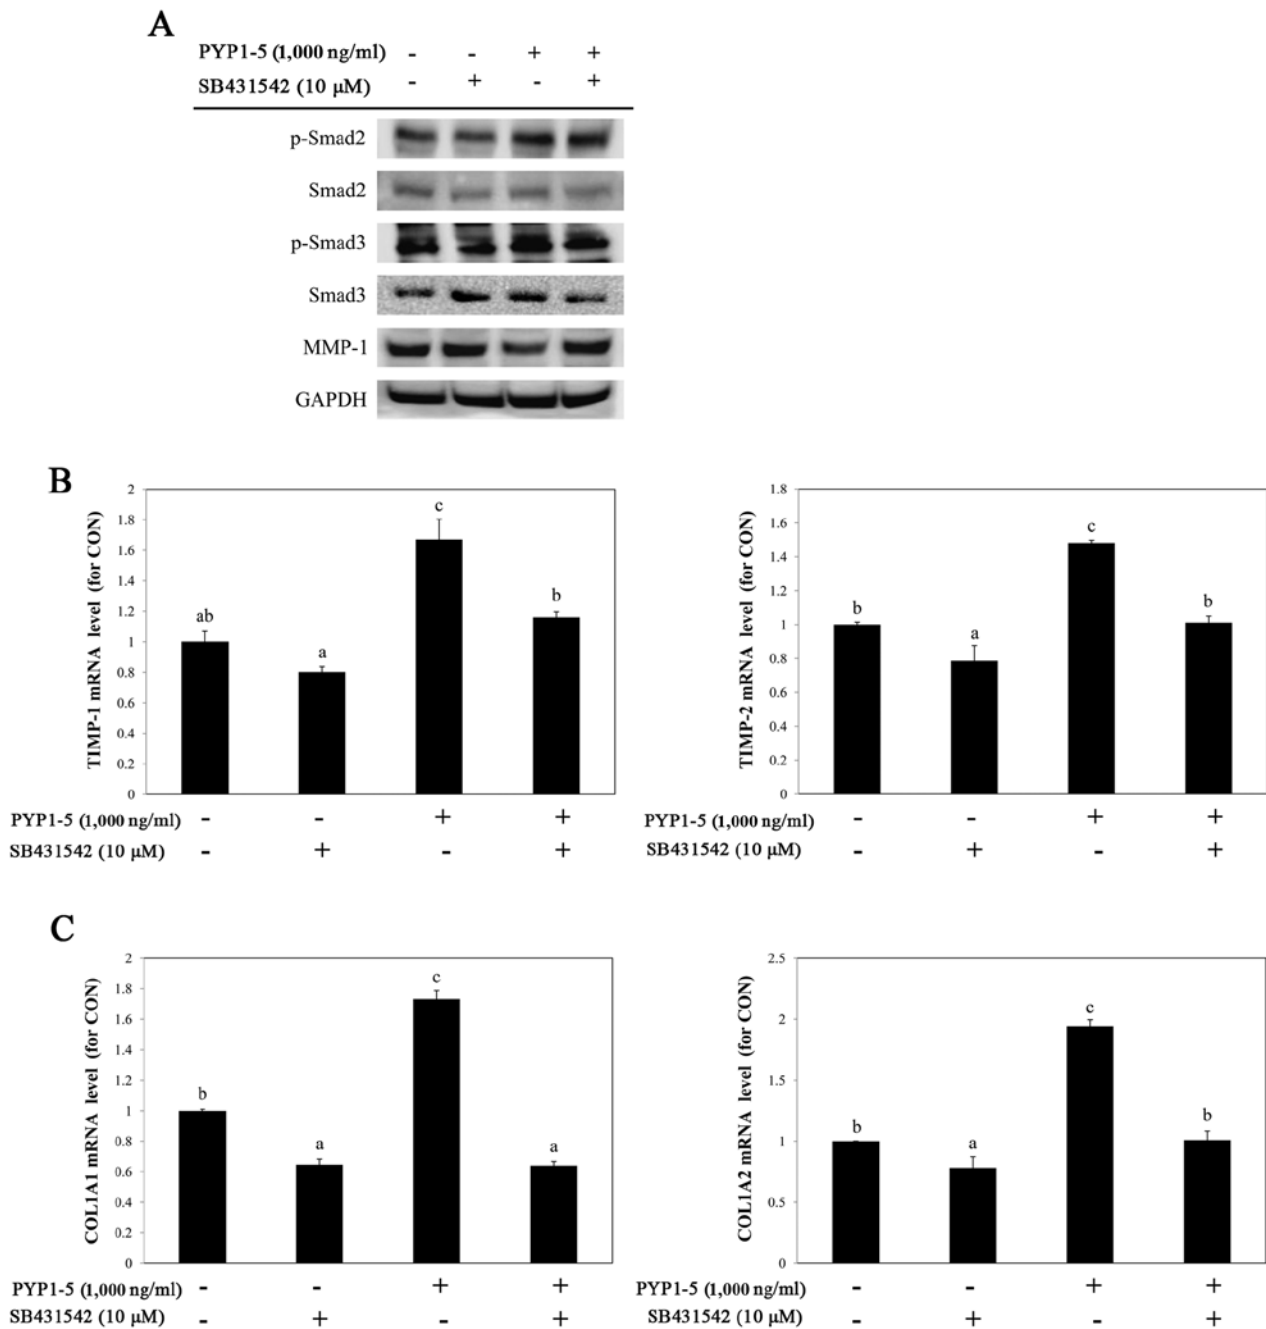 A
PYP1-5 (1,000 ng/ml) - - + +
SB431542 (10 μM) - + - +
p-Smad2
Smad2
p-Smad3
Smad3
MMP-1
GAPDH
B
TIMP-1 mRNA level (for CON)
2
1.8
1.6
1.4
1.2
1
0.8
0.6
0.4
0.2
0
ab
a
c
b
PYP1-5 (1,000 ng/ml) - - + +
SB431542 (10 μM) - + - +
TIMP-2 mRNA level (for CON)
1.8
1.6
1.4
1.2
1
0.8
0.6
0.4
0.2
0
b
a
c
b
PYP1-5 (1,000 ng/ml) - - + +
SB431542 (10 μM) - + - +
C
COL1A1 mRNA level (for CON)
2
1.8
1.6
1.4
1.2
1
0.8
0.6
0.4
0.2
0
b
a
c
a
PYP1-5 (1,000 ng/ml) - - + +
SB431542 (10 μM) - + - +
COL1A2 mRNA level (for CON)
2.5
2
1.5
1
0.5
0
b
a
c
b
PYP1-5 (1,000 ng/ml) - - + +
SB431542 (10 μM) - + - +